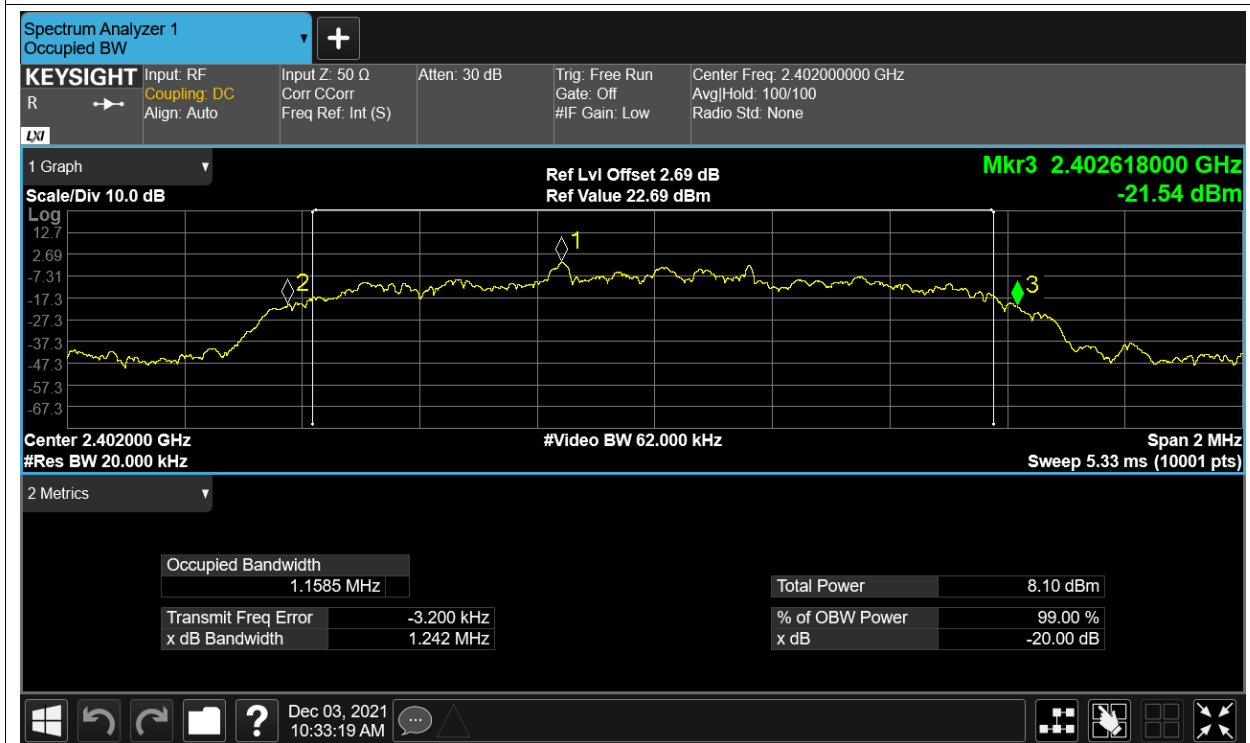 Spectrum Analyzer 1
Occupied BW
+
KEYSIGHT
R
LXI
Input: RF
Coupling: DC
Align: Auto
Input Z: 50 Ω
Corr CCorr
Freq Ref: Int (S)
Atten: 30 dB
Trig: Free Run
Gate: Off
#IF Gain: Low
Center Freq: 2.402000000 GHz
Avg|Hold: 100/100
Radio Std: None
1 Graph
Scale/Div 10.0 dB
Ref Lvl Offset 2.69 dB
Ref Value 22.69 dBm
Mkr3 2.402618000 GHz
-21.54 dBm
Log
12.7
2.69
-7.31
-17.3
-27.3
-37.3
-47.3
-57.3
-67.3
1
2
3
Center 2.402000 GHz
#Res BW 20.000 kHz
#Video BW 62.000 kHz
Span 2 MHz
Sweep 5.33 ms (10001 pts)
2 Metrics
Occupied Bandwidth
1.1585 MHz
Transmit Freq Error -3.200 kHz
x dB Bandwidth 1.242 MHz
Total Power 8.10 dBm
% of OBW Power 99.00 %
x dB -20.00 dB
?
Dec 03, 2021
10:33:19 AM